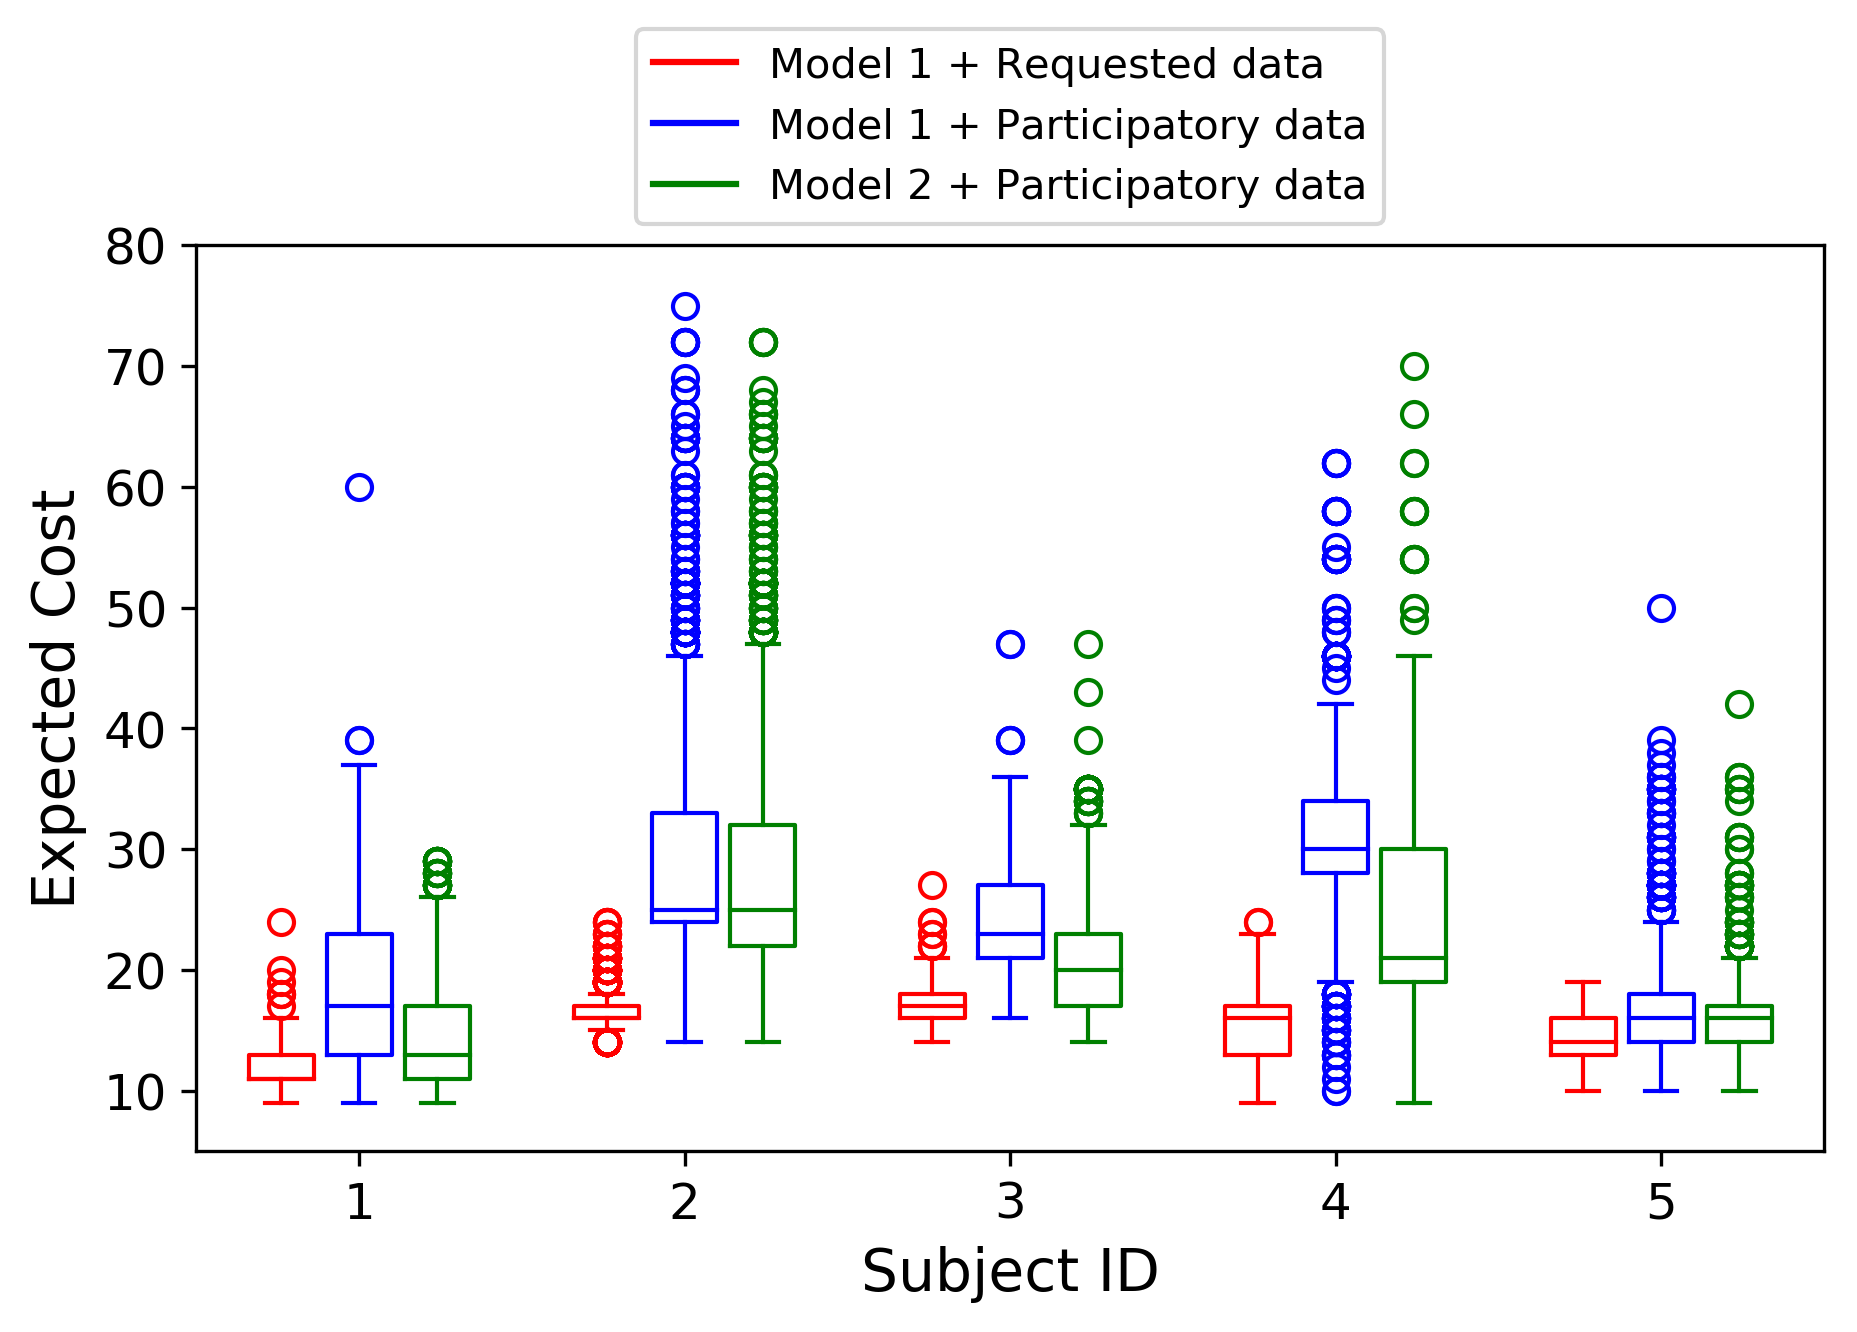 Model 1 + Requested data
Model 1 + Participatory data
Model 2 + Participatory data
80
70
60
50
40
30
20
10
Expected Cost
1 2 3 4 5
Subject ID